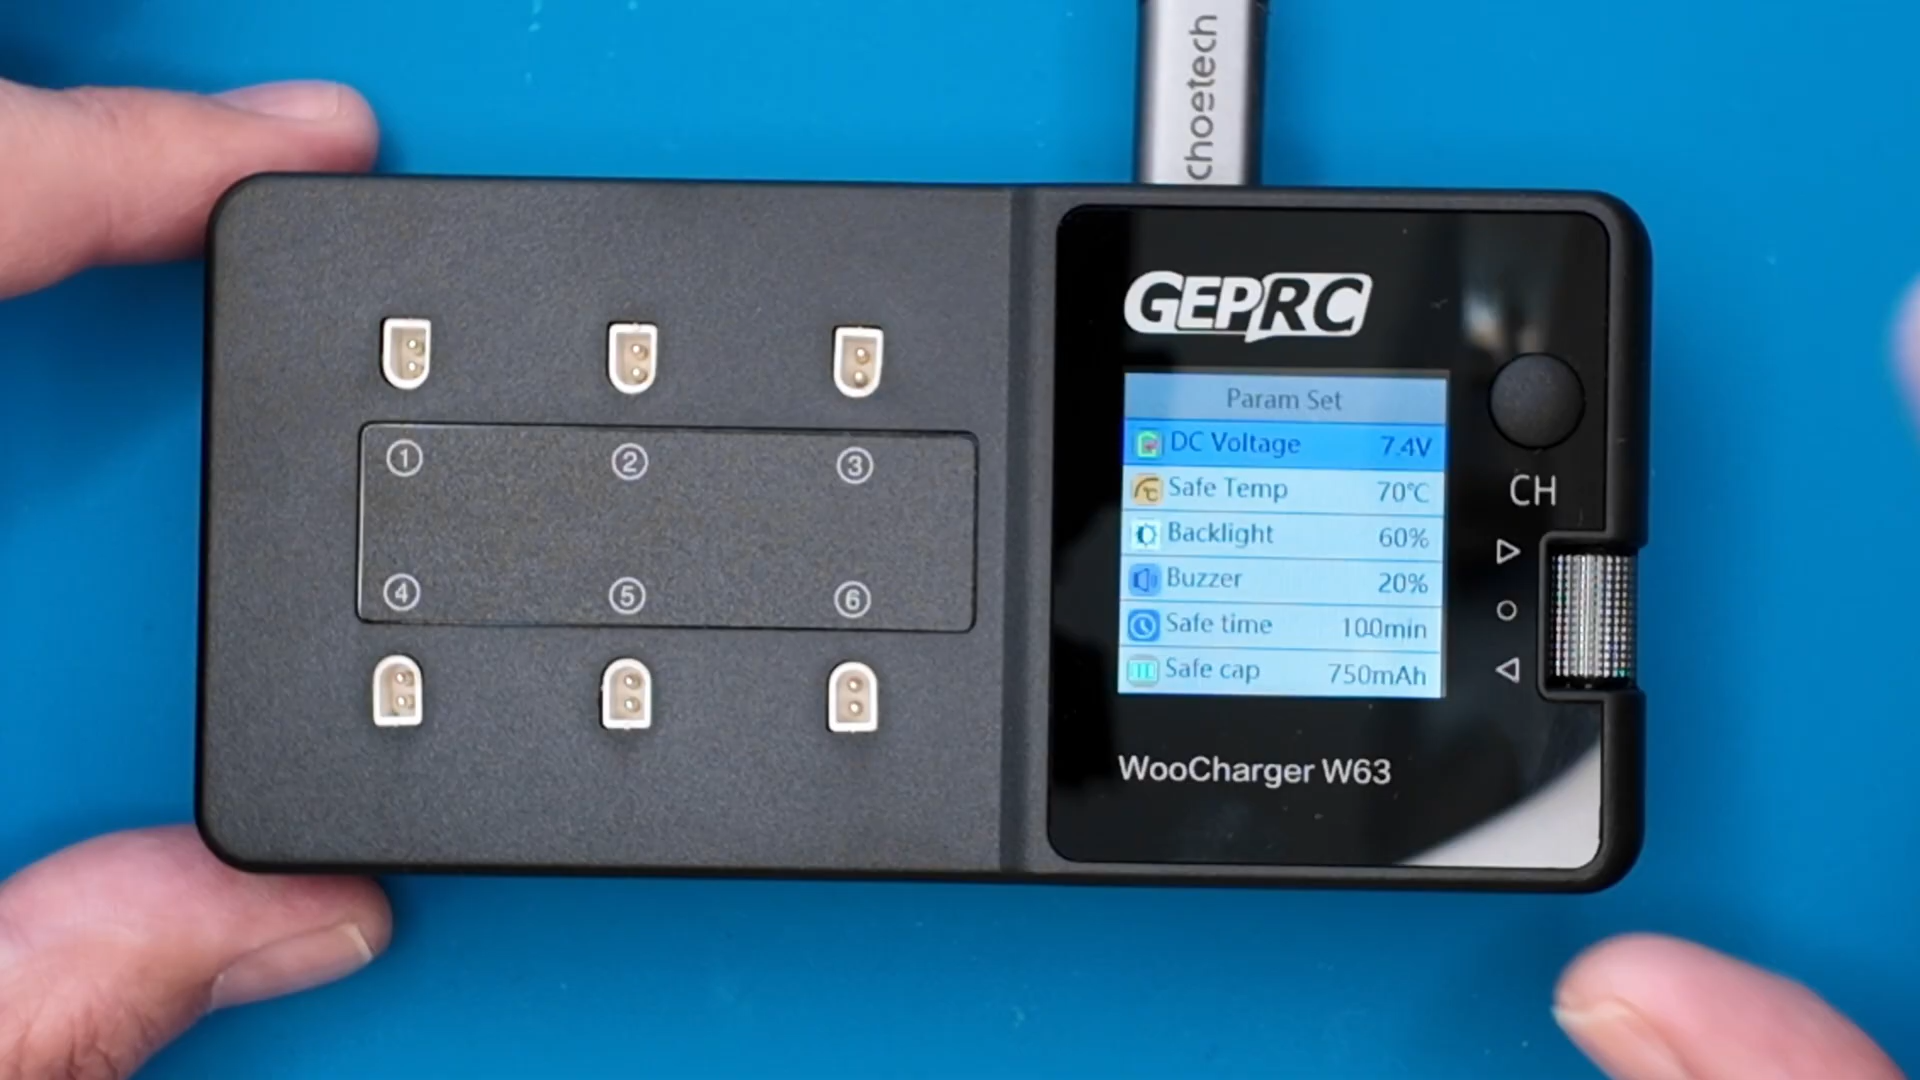 choetech
GEPRC
Param Set
DC Voltage 7.4V
Safe Temp 70℃
Backlight 60%
Buzzer 20%
Safe time 100min
Safe cap 750mAh
CH
WooCharger W63
① ② ③
④ ⑤ ⑥